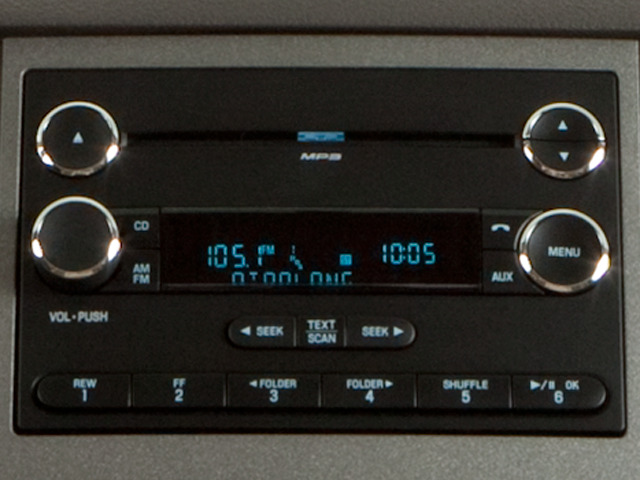 MP3
CD
AM
FM
105.1 FM
10:05
AIRPLANE
AUX
MENU
VOL•PUSH
◄ SEEK
TEXT
SCAN
SEEK ►
REW
1
FF
2
◄FOLDER
3
FOLDER►
4
SHUFFLE
5
►/II OK
6